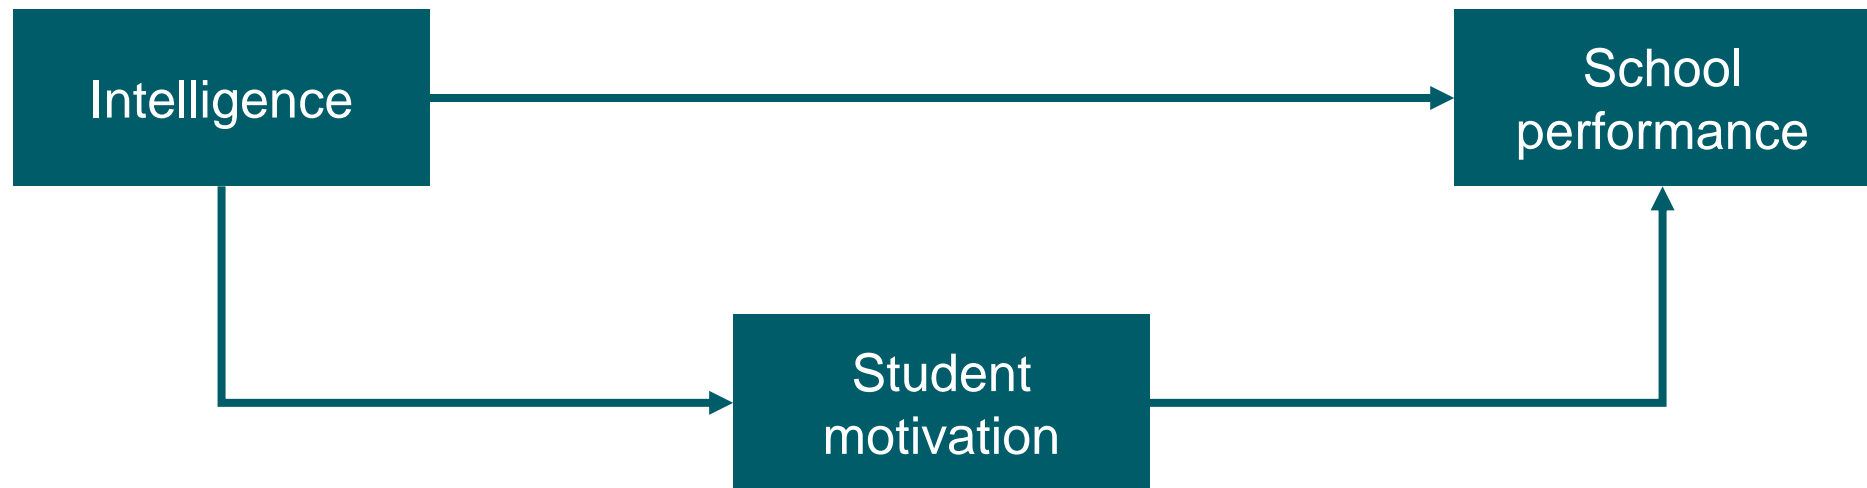 Intelligence
School
performance
Student
motivation